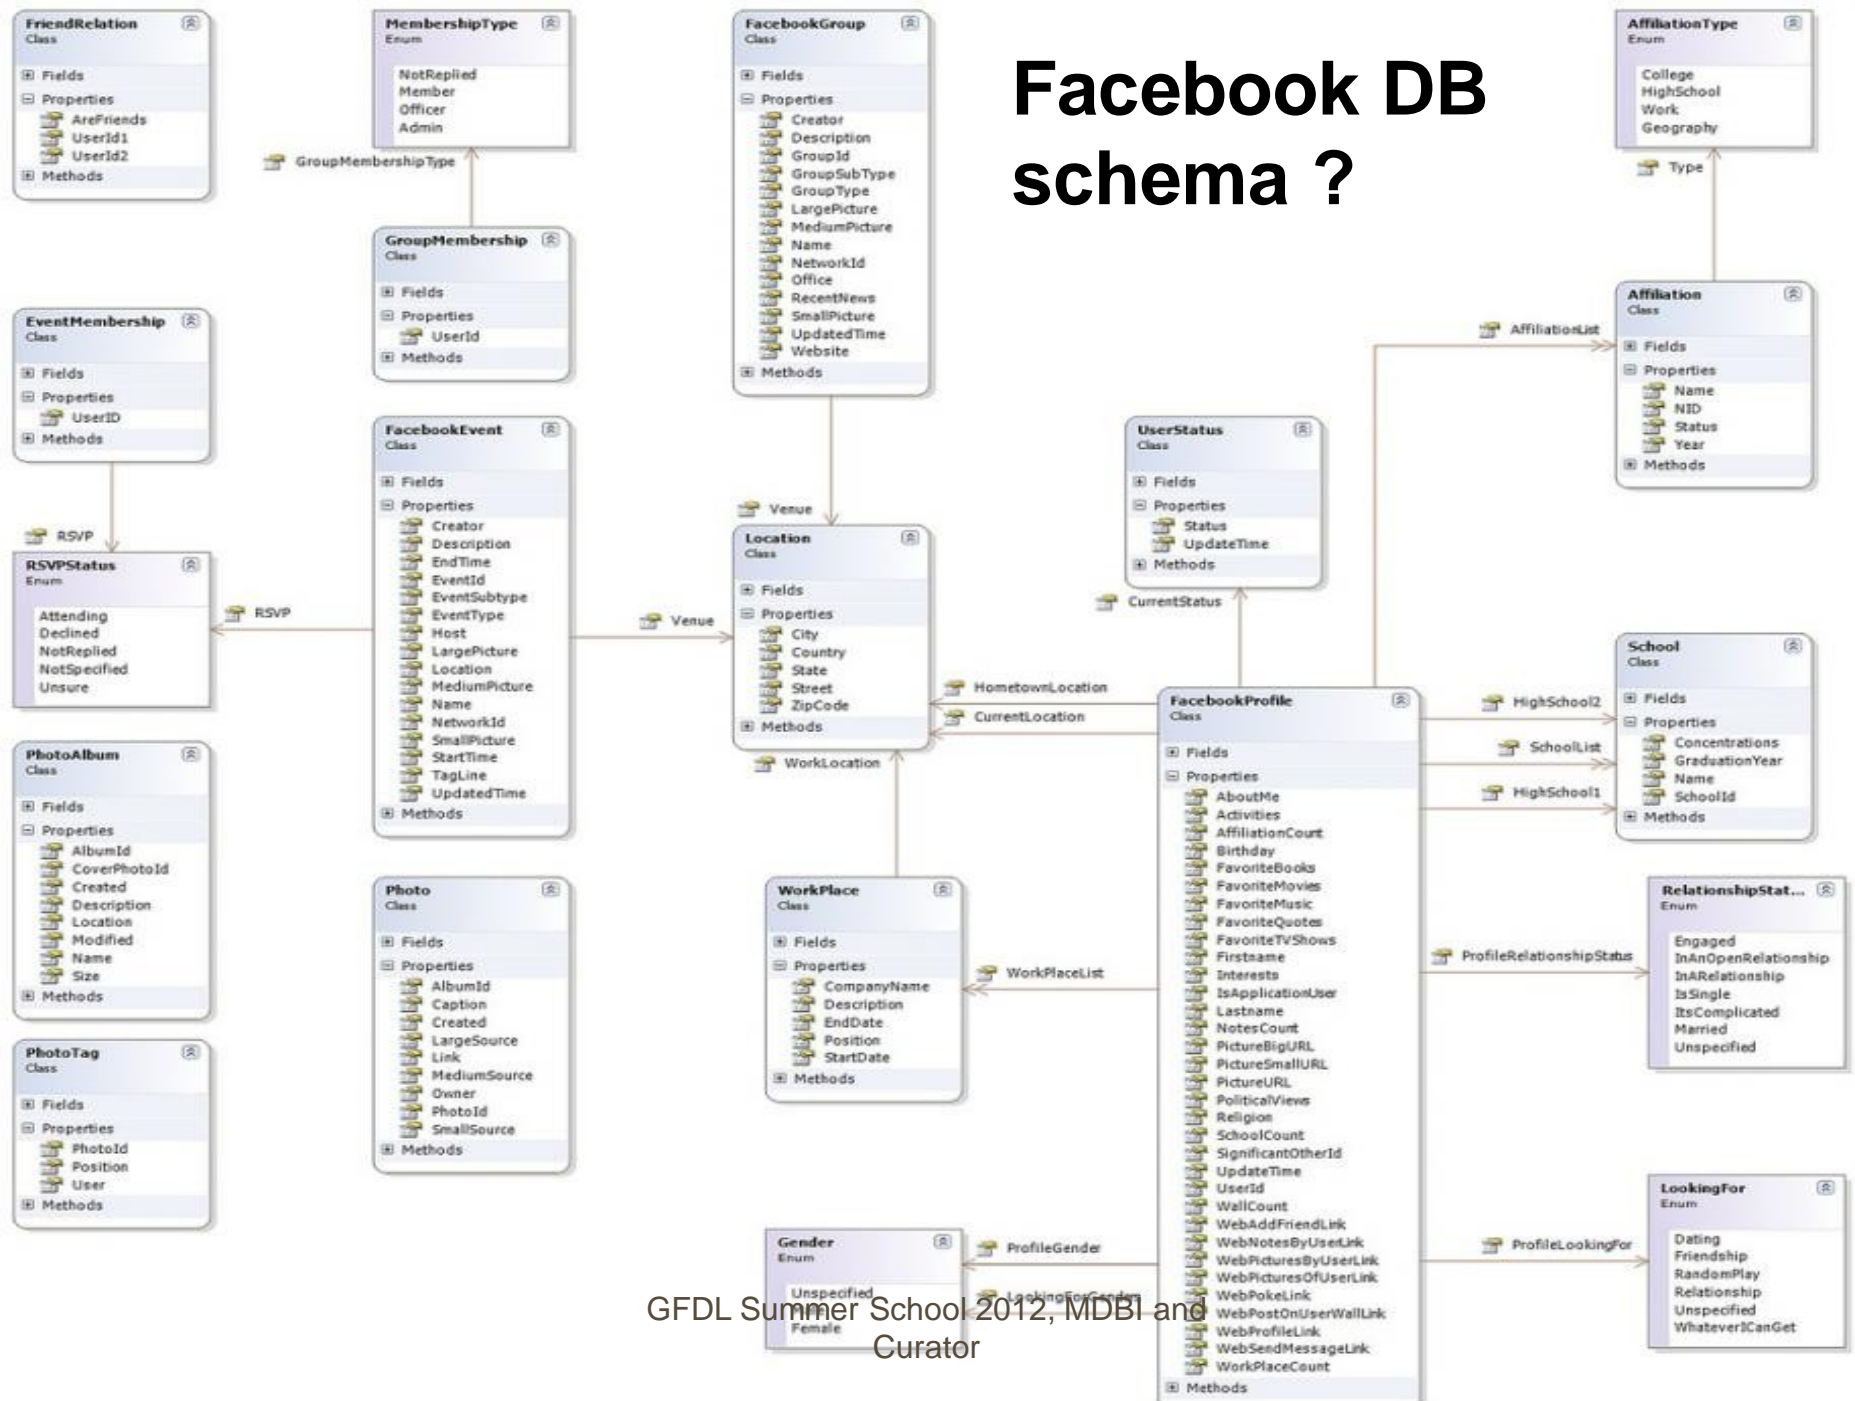 Facebook DB
schema ?
FriendRelation
Class
Fields
Properties
AreFriends
UserId1
UserId2
Methods
MembershipType
Enum
NotReplied
Member
Officer
Admin
GroupMembershipType
GroupMembership
Class
Fields
Properties
UserId
Methods
FacebookGroup
Class
Fields
Properties
Creator
Description
GroupId
GroupSubType
GroupType
LargePicture
MediumPicture
Name
NetworkId
Office
RecentNews
SmallPicture
UpdatedTime
Website
Methods
AffiliationType
Enum
College
HighSchool
Work
Geography
Type
Affiliation
Class
Fields
Properties
Name
NID
Status
Year
Methods
AffiliationList
EventMembership
Class
Fields
Properties
UserID
Methods
RSVP
RSVPStatus
Enum
Attending
Declined
NotReplied
NotSpecified
Unsure
RSVP
FacebookEvent
Class
Fields
Properties
Creator
Description
EndTime
EventId
EventSubtype
EventType
Host
LargePicture
Location
MediumPicture
Name
NetworkId
SmallPicture
StartTime
TagLine
UpdatedTime
Methods
Venue
Venue
Location
Class
Fields
Properties
City
Country
State
Street
ZipCode
Methods
WorkLocation
HometownLocation
CurrentLocation
UserStatus
Class
Fields
Properties
Status
UpdateTime
Methods
CurrentStatus
School
Class
Fields
Properties
Concentrations
GraduationYear
Name
SchoolId
Methods
HighSchool2
SchoolList
HighSchool1
PhotoAlbum
Class
Fields
Properties
AlbumId
CoverPhotoId
Created
Description
Location
Modified
Name
Size
Methods
PhotoTag
Class
Fields
Properties
PhotoId
Position
User
Methods
Photo
Class
Fields
Properties
AlbumId
Caption
Created
LargeSource
Link
MediumSource
Owner
PhotoId
SmallSource
Methods
WorkPlace
Class
Fields
Properties
CompanyName
Description
EndDate
Position
StartDate
Methods
WorkPlaceList
FacebookProfile
Class
Fields
Properties
AboutMe
Activities
AffiliationCount
Birthday
FavoriteBooks
FavoriteMovies
FavoriteMusic
FavoriteQuotes
FavoriteTVShows
Firstname
Interests
IsApplicationUser
Lastname
NotesCount
PictureBigURL
PictureSmallURL
PictureURL
PoliticalViews
Religion
SchoolCount
SignificantOtherId
UpdateTime
UserId
WallCount
WebAddFriendLink
WebNotesByUserLink
WebPicturesByUserLink
WebPicturesOfUserLink
WebPokeLink
WebPostOnUserWallLink
WebProfileLink
WebSendMessageLink
WorkPlaceCount
Methods
RelationshipStat...
Enum
Engaged
InAnOpenRelationship
InARelationship
IsSingle
ItsComplicated
Married
Unspecified
ProfileRelationshipStatus
LookingFor
Enum
Dating
Friendship
RandomPlay
Relationship
Unspecified
WhateverICanGet
ProfileLookingFor
Gender
Enum
Unspecified
Female
ProfileGender
LookingForGenders
GFDL Summer School 2012, MDBI and
Curator